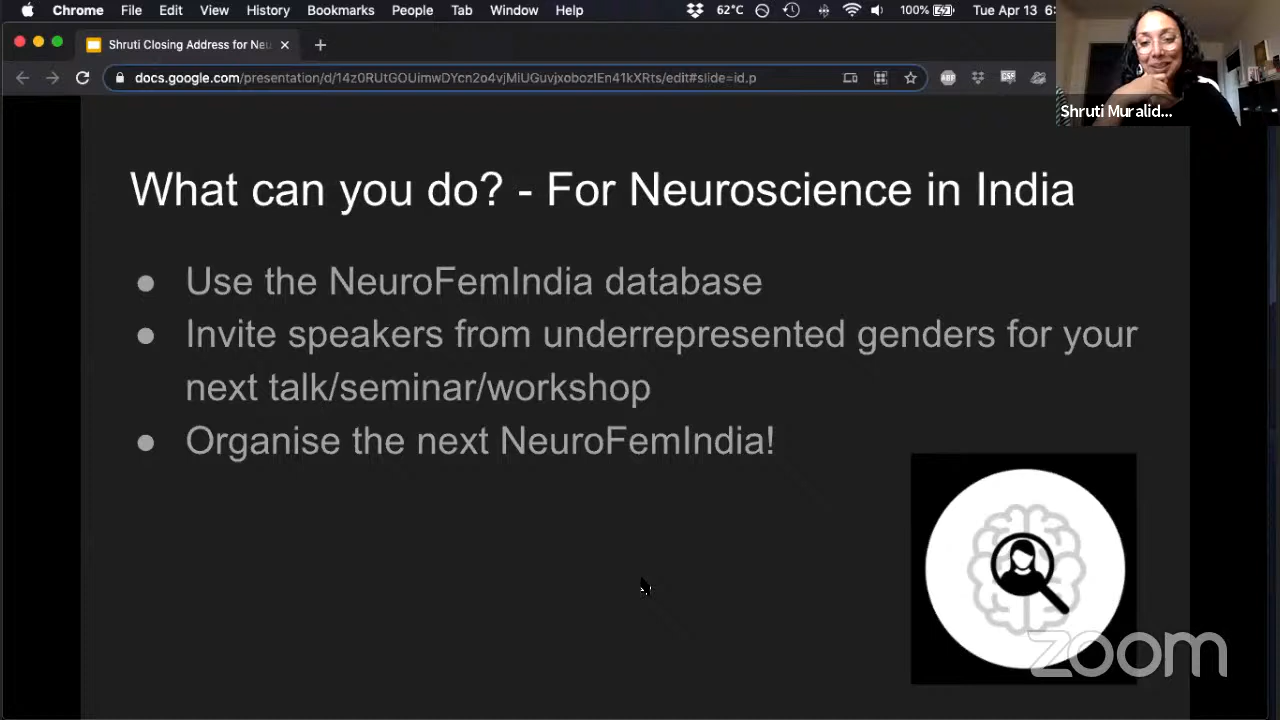 Chrome File Edit View History Bookmarks People Tab Window Help 62°C 100% Tue Apr 13 6:
Shruti Closing Address for Neu
docs.google.com/presentation/d/14z0RUtGOUimwDYcn2o4vjMiUGuvjxobozIEn41kXRts/edit#slide=id.p
Shruti Muralid...
What can you do? - For Neuroscience in India
● Use the NeuroFemIndia database
● Invite speakers from underrepresented genders for your
next talk/seminar/workshop
● Organise the next NeuroFemIndia!
zoom